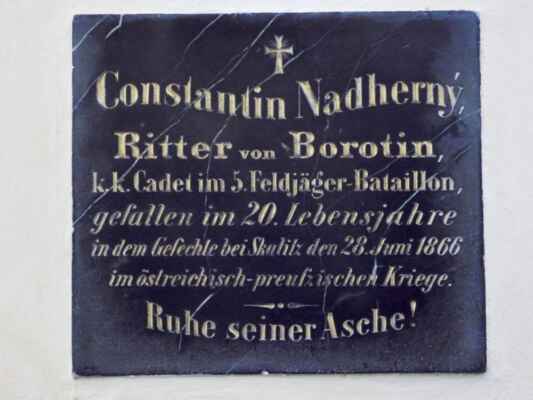 Constantin Nadherný,
Ritter von Borotin,
k.k. Cadet im 5. Feldjäger-Bataillon,
gefallen im 20. Lebensjahre
in dem Gefechte bei Skalitz den 28. Juni 1866
im östreichisch-preußischen Kriege.
Ruhe seiner Asche!